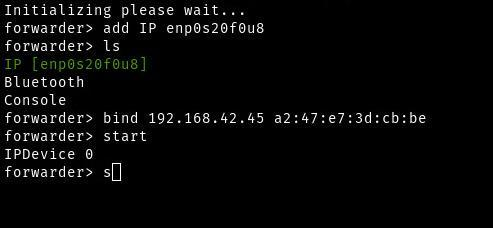 Initializing please wait...
forwarder> add IP enp0s20f0u8
forwarder> ls
IP [enp0s20f0u8]
Bluetooth
Console
forwarder> bind 192.168.42.45 a2:47:e7:3d:cb:be
forwarder> start
IPDevice 0
forwarder> s